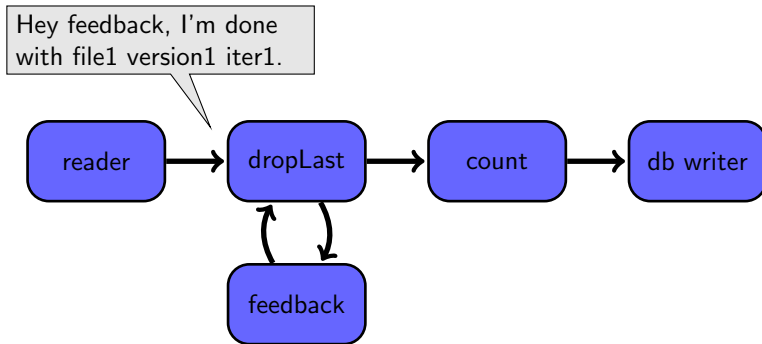 Hey feedback, I'm done
with file1 version1 iter1.
reader
dropLast
count
db writer
feedback